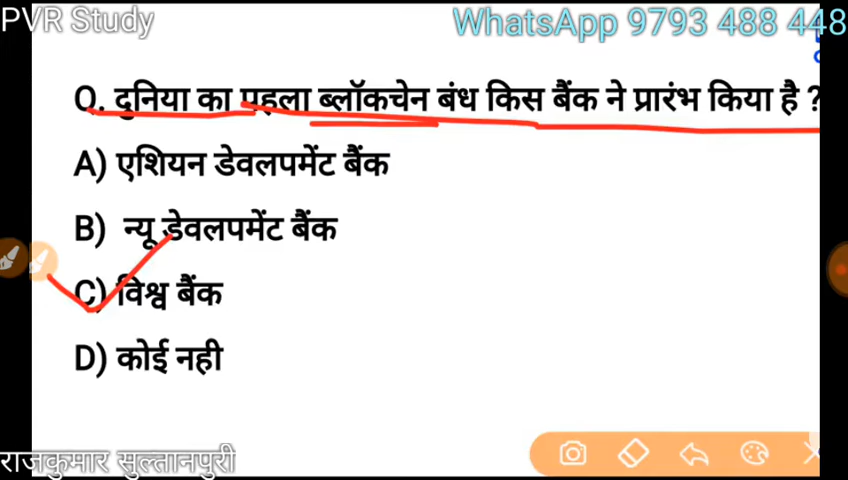 PVR Study
WhatsApp 9793 488 448
Q. दुनिया का पहला ब्लॉकचेन बंध किस बैंक ने प्रारंभ किया है ?
A) एशियन डेवलपमेंट बैंक
B) न्यू डेवलपमेंट बैंक
C) विश्व बैंक
D) कोई नही
राजकुमार सुल्तानपुरी